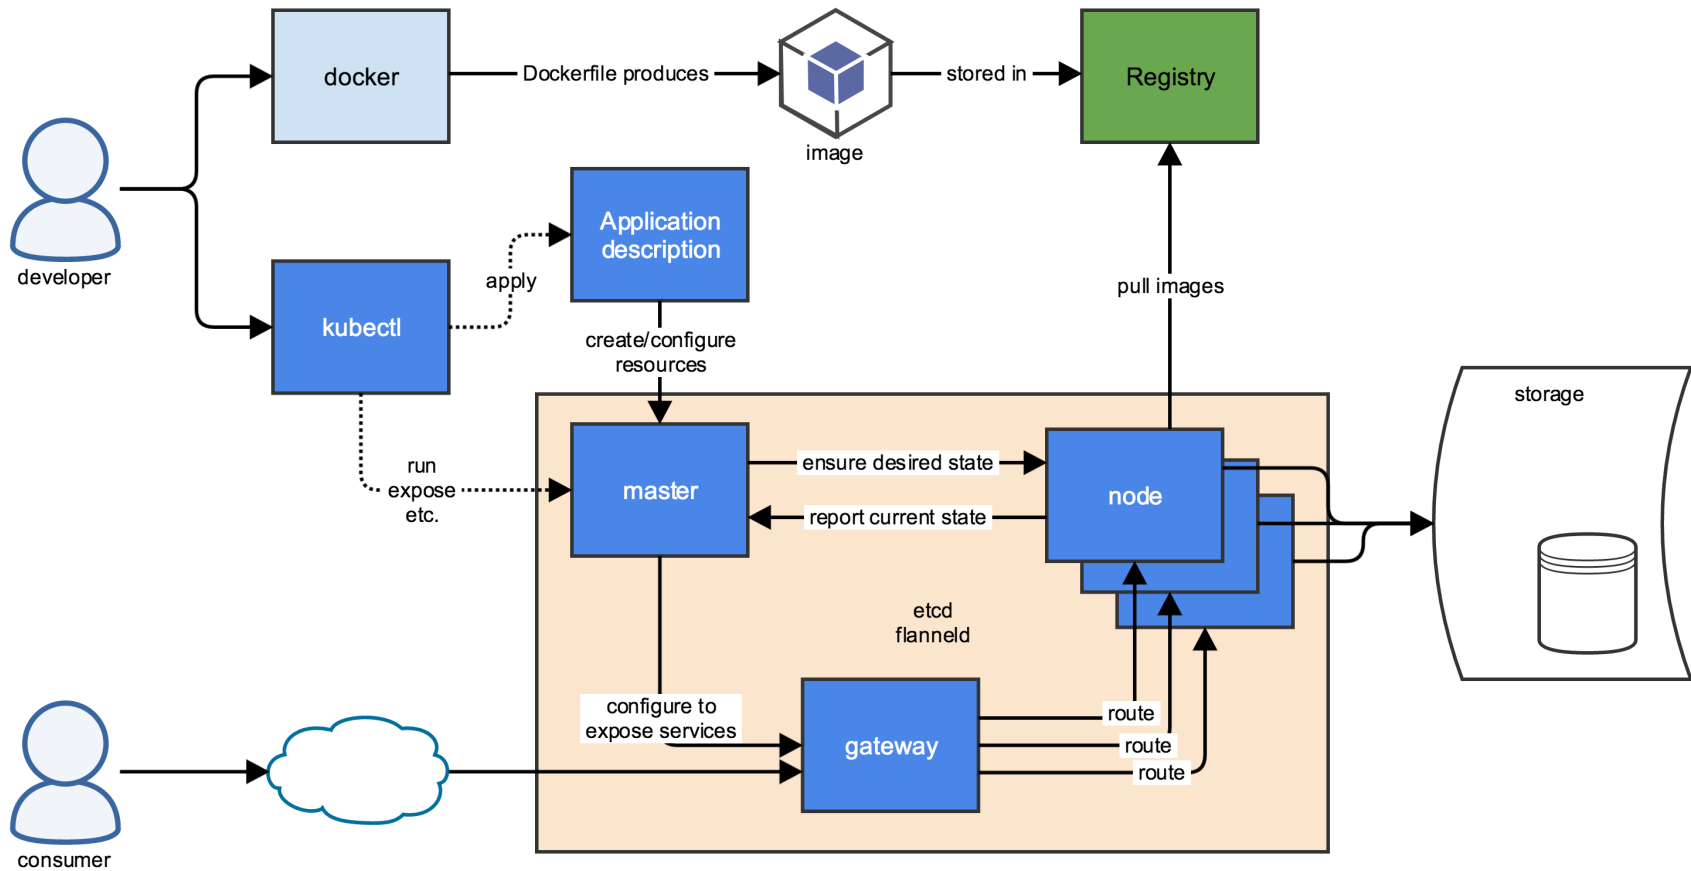 docker
Dockerfile produces
image
stored in
Registry
developer
Application
description
apply
kubectl
create/configure
resources
pull images
storage
run
expose
etc.
master
ensure desired state
report current state
node
etcd
flanneld
configure to
expose services
gateway
route
route
route
consumer